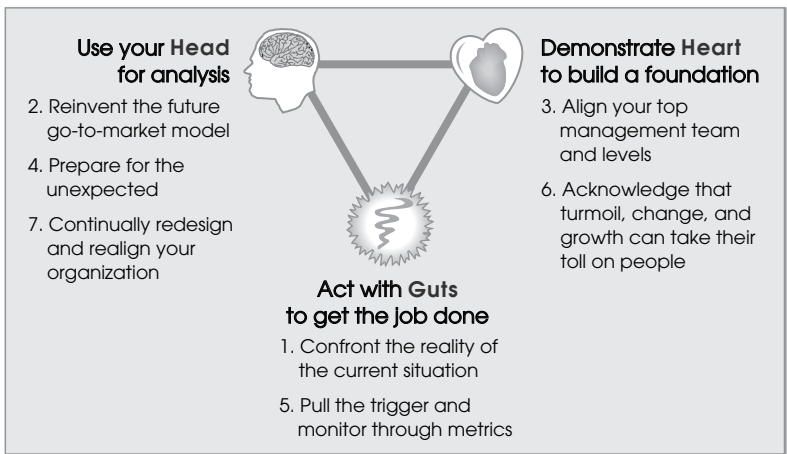 Use your Head
for analysis
2. Reinvent the future
go-to-market model
4. Prepare for the
unexpected
7. Continually redesign
and realign your
organization
Demonstrate Heart
to build a foundation
3. Align your top
management team
and levels
6. Acknowledge that
turmoil, change, and
growth can take their
toll on people
Act with Guts
to get the job done
1. Confront the reality of
the current situation
5. Pull the trigger and
monitor through metrics